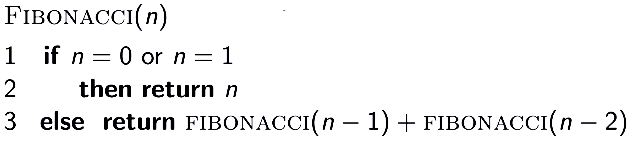 FIBONACCI(n)
1 if n = 0 or n = 1
2 then return n
3 else return FIBONACCI(n − 1) + FIBONACCI(n − 2)